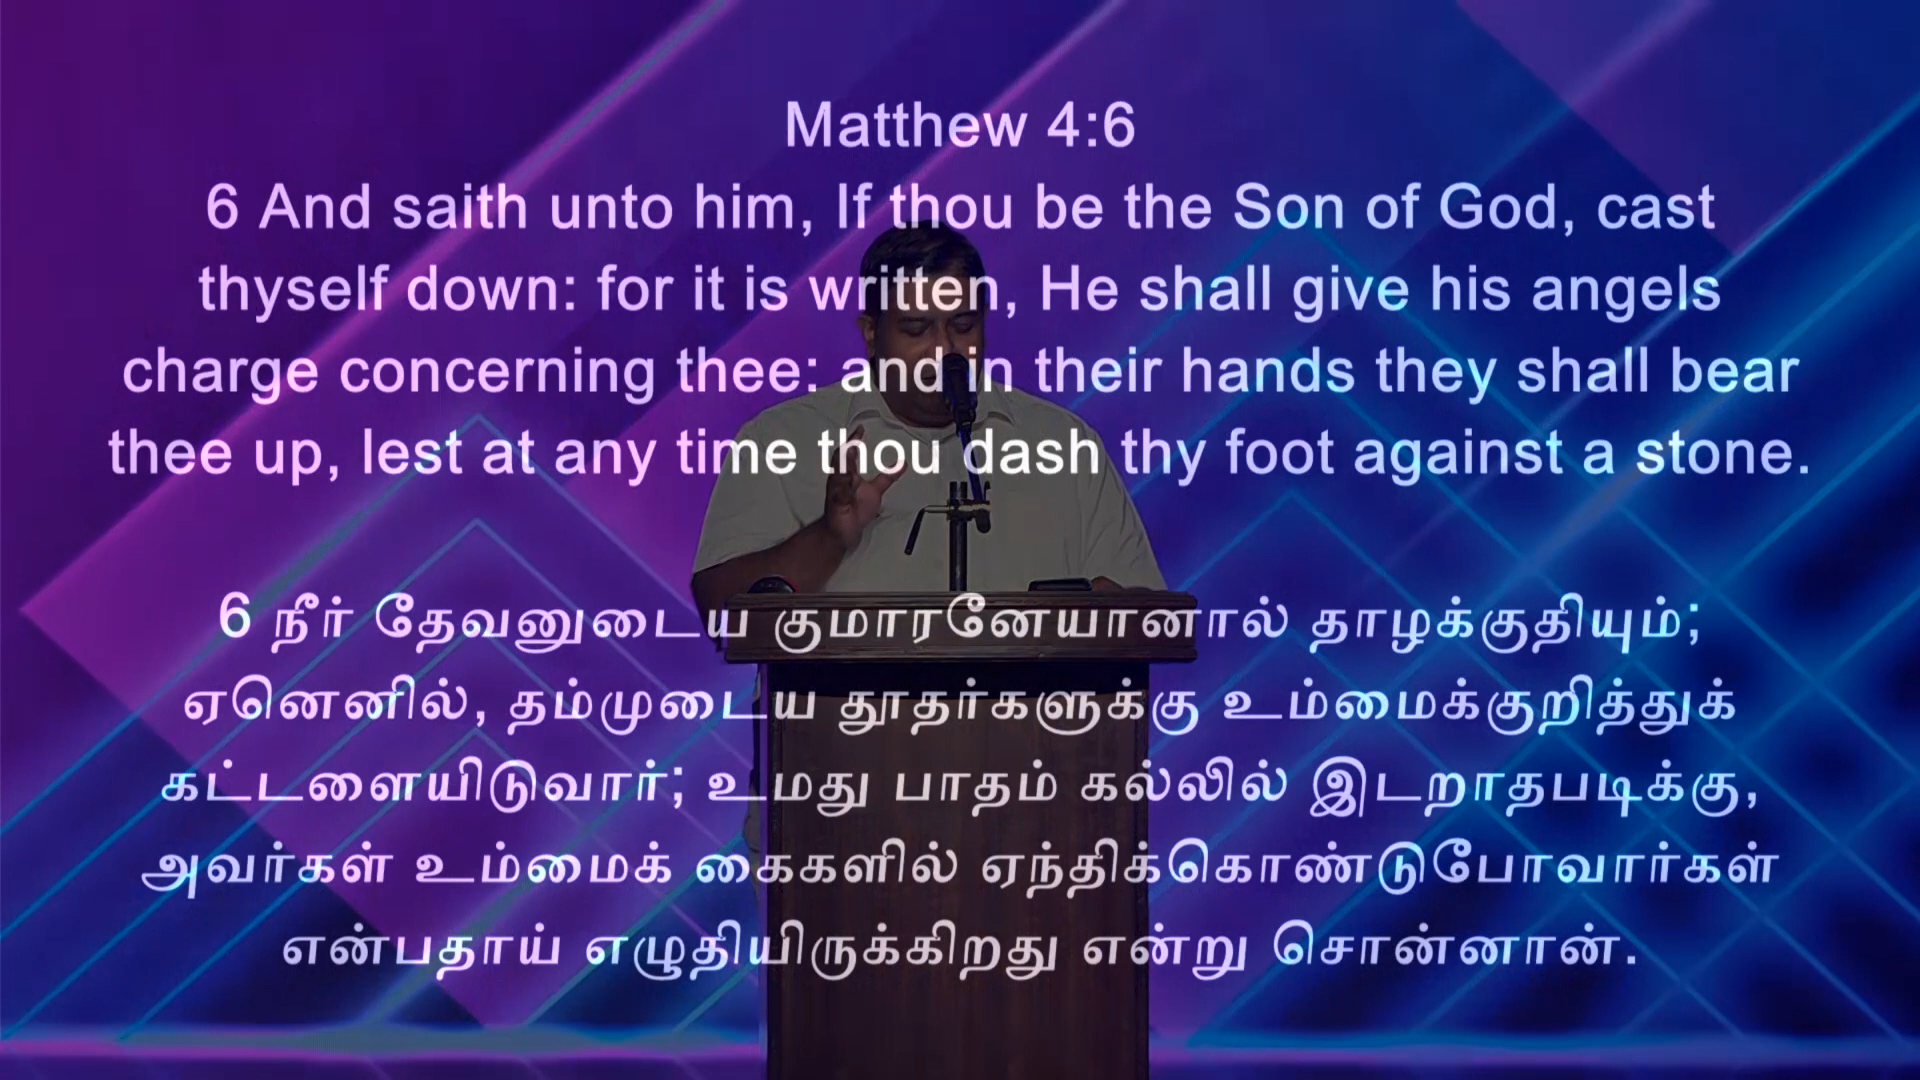 Matthew 4:6
6 And saith unto him, If thou be the Son of God, cast
thyself down: for it is written, He shall give his angels
charge concerning thee: and in their hands they shall bear
thee up, lest at any time thou dash thy foot against a stone.
6 நீர் தேவனுடைய குமாரனேயானால் தாழக்குதியும்;
ஏனெனில், தம்முடைய தூதர்களுக்கு உம்மைக்குறித்துக்
கட்டளையிடுவார்; உமது பாதம் கல்லில் இடறாதபடிக்கு,
அவர்கள் உம்மைக் கைகளில் ஏந்திக்கொண்டுபோவார்கள்
என்பதாய் எழுதியிருக்கிறது என்று சொன்னான்.